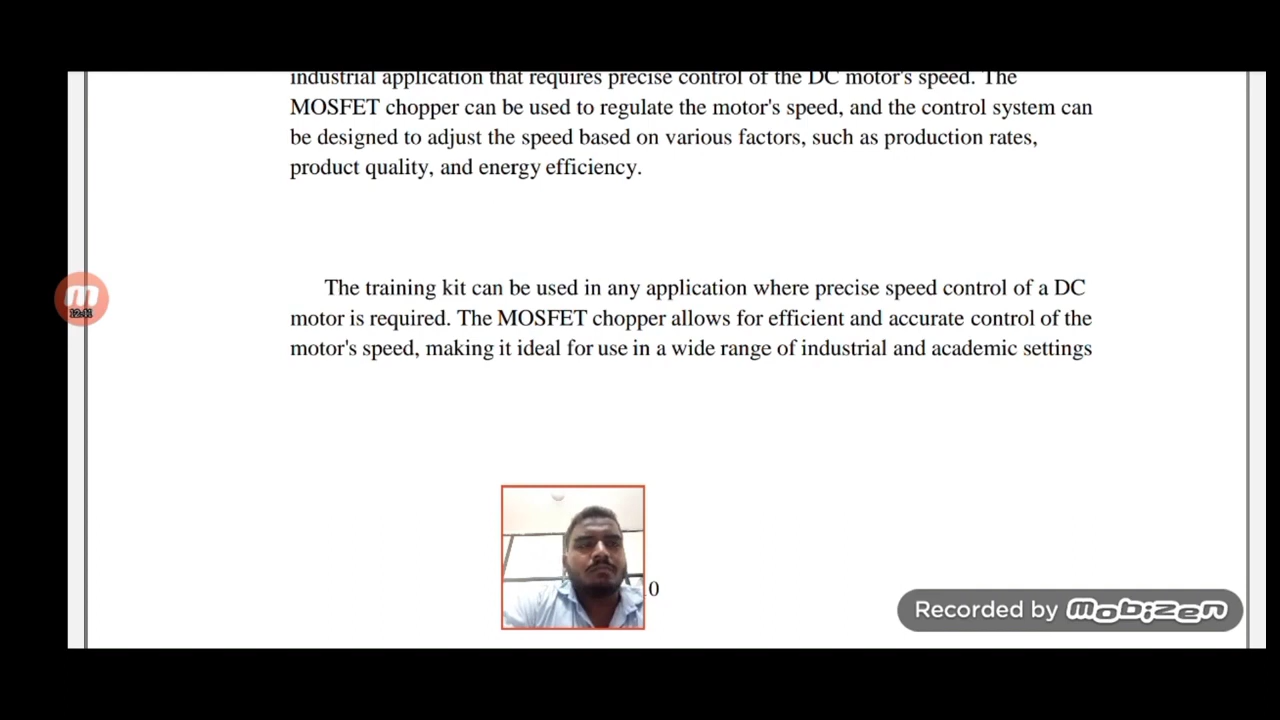 industrial application that requires precise control of the DC motor's speed. The
MOSFET chopper can be used to regulate the motor's speed, and the control system can
be designed to adjust the speed based on various factors, such as production rates,
product quality, and energy efficiency.
The training kit can be used in any application where precise speed control of a DC
motor is required. The MOSFET chopper allows for efficient and accurate control of the
motor's speed, making it ideal for use in a wide range of industrial and academic settings
12:41
0
Recorded by Mobizen